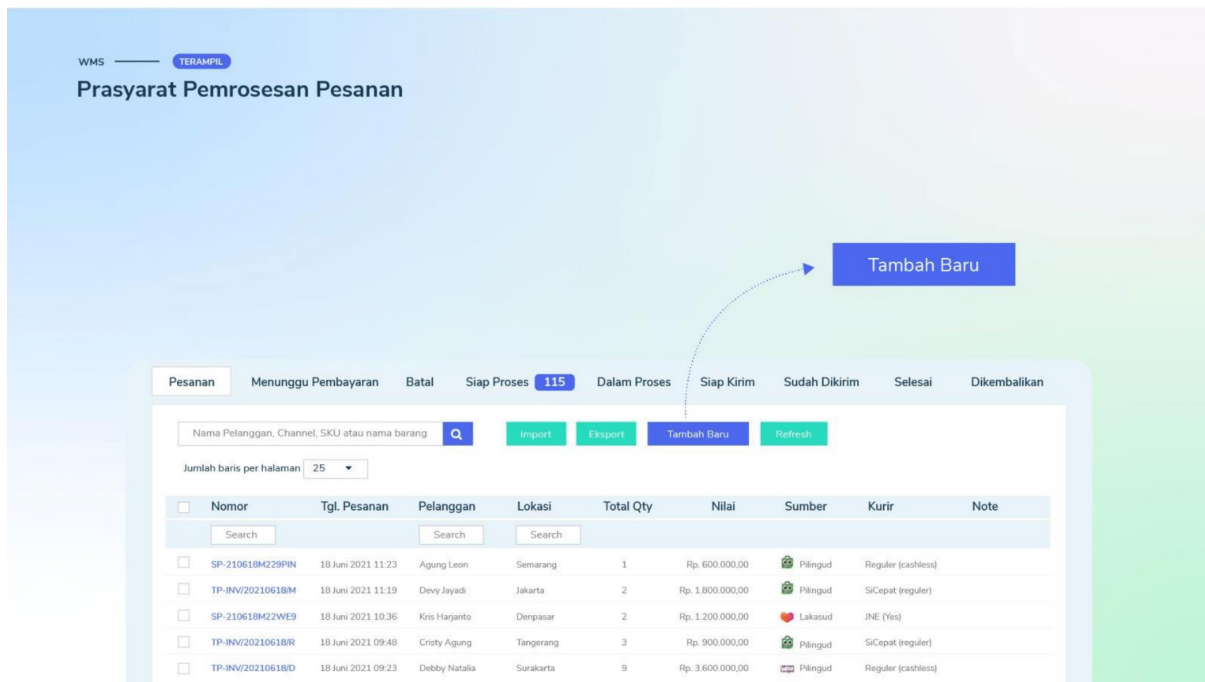 WMS TERAMPIL
Prasyarat Pemrosesan Pesanan
Tambah Baru
Pesanan Menunggu Pembayaran Batal Siap Proses 115 Dalam Proses Siap Kirim Sudah Dikirim Selesai Dikembalikan
Nama Pelanggan, Channel, SKU atau nama barang Import Eksport Tambah Baru Refresh
Jumlah baris per halaman 25
Nomor Tgl. Pesanan Pelanggan Lokasi Total Qty Nilai Sumber Kurir Note
Search Search Search
SP-210618M229PIN 18 Juni 2021 11:23 Agung Leon Semarang 1 Rp. 600.000,00 Pilingud Reguler (cashless)
TP-INV/20210618/M 18 Juni 2021 11:19 Devy Jayadi Jakarta 2 Rp. 1.800.000,00 Pilingud SiCepat (reguler)
SP-210618M22WE9 18 Juni 2021 10:36 Kris Harjanto Denpasar 2 Rp. 1.200.000,00 Lakasud JNE (Yes)
TP-INV/20210618/R 18 Juni 2021 09:48 Cristy Agung Tangerang 3 Rp. 900.000,00 Pilingud SiCepat (reguler)
TP-INV/20210618/D 18 Juni 2021 09:23 Debby Natalia Surakarta 9 Rp. 3.600.000,00 Pilingud Reguler (cashless)